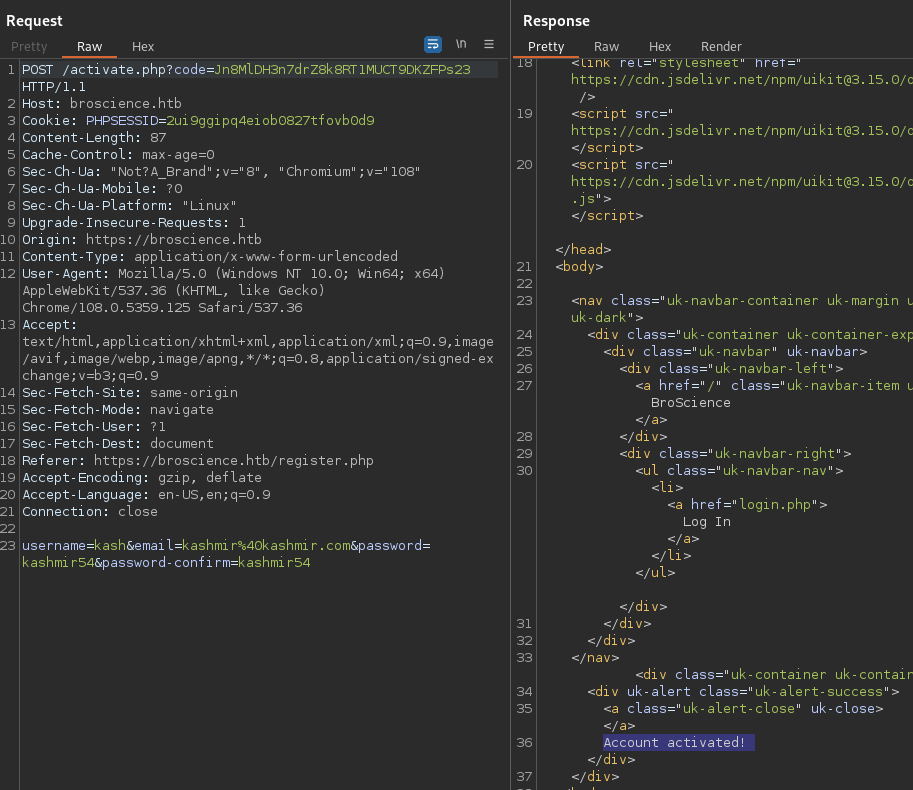 Request
Pretty Raw Hex
\n
1 POST /activate.php?code=Jn8MlDH3n7drZ8k8RT1MUCT9DKZFPs23
HTTP/1.1
2 Host: broscience.htb
3 Cookie: PHPSESSID=2ui9ggipq4eiob0827tfovb0d9
4 Content-Length: 87
5 Cache-Control: max-age=0
6 Sec-Ch-Ua: "Not?A_Brand";v="8", "Chromium";v="108"
7 Sec-Ch-Ua-Mobile: ?0
8 Sec-Ch-Ua-Platform: "Linux"
9 Upgrade-Insecure-Requests: 1
10 Origin: https://broscience.htb
11 Content-Type: application/x-www-form-urlencoded
12 User-Agent: Mozilla/5.0 (Windows NT 10.0; Win64; x64)
AppleWebKit/537.36 (KHTML, like Gecko)
Chrome/108.0.5359.125 Safari/537.36
13 Accept:
text/html,application/xhtml+xml,application/xml;q=0.9,image
/avif,image/webp,image/apng,*/*;q=0.8,application/signed-ex
change;v=b3;q=0.9
14 Sec-Fetch-Site: same-origin
15 Sec-Fetch-Mode: navigate
16 Sec-Fetch-User: ?1
17 Sec-Fetch-Dest: document
18 Referer: https://broscience.htb/register.php
19 Accept-Encoding: gzip, deflate
20 Accept-Language: en-US,en;q=0.9
21 Connection: close
22
23 username=kash&email=kashmir%40kashmir.com&password=
kashmir54&password-confirm=kashmir54
Response
Pretty Raw Hex Render
18 <link rel="stylesheet" href="
https://cdn.jsdelivr.net/npm/uikit@3.15.0/
/>
19 <script src="
https://cdn.jsdelivr.net/npm/uikit@3.15.0/
</script>
20 <script src="
https://cdn.jsdelivr.net/npm/uikit@3.15.0/
.js">
</script>
</head>
21 <body>
22
23 <nav class="uk-navbar-container uk-margin
uk-dark">
24 <div class="uk-container uk-container-exp
25 <div class="uk-navbar" uk-navbar>
26 <div class="uk-navbar-left">
27 <a href="/" class="uk-navbar-item
BroScience
</a>
28 </div>
29 <div class="uk-navbar-right">
30 <ul class="uk-navbar-nav">
<li>
<a href="login.php">
Log In
</a>
</li>
</ul>
</div>
31 </div>
32 </div>
33 </nav>
<div class="uk-container uk-contain
34 <div uk-alert class="uk-alert-success">
35 <a class="uk-alert-close" uk-close>
</a>
36 Account activated!
</div>
37 </div>